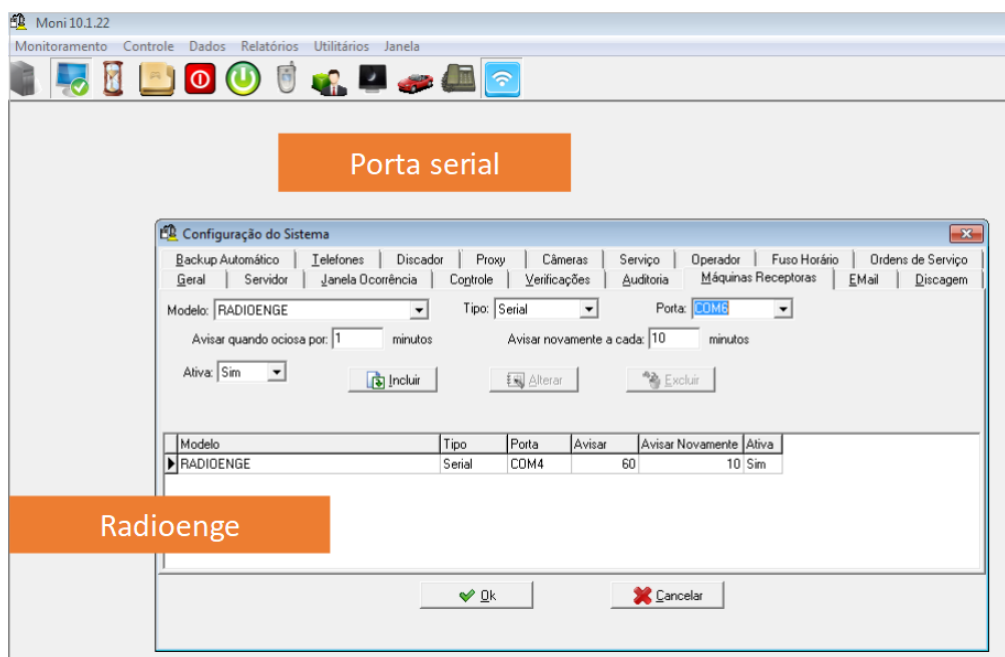 Moni 10.1.22
Monitoramento Controle Dados Relatórios Utilitários Janela
Porta serial
Configuração do Sistema
Backup Automático Telefones Discador Proxy Câmeras Serviço Operador Fuso Horário Ordens de Serviço
Geral Servidor Janela Ocorrência Controle Verificações Auditoria Máquinas Receptoras EMail Discagem
Modelo: RADIOENGE Tipo: Serial Porta: COM6
Avisar quando ociosa por: 1 minutos Avisar novamente a cada: 10 minutos
Ativa: Sim Incluir Alterar Excluir
Modelo Tipo Porta Avisar Avisar Novamente Ativa
RADIOENGE Serial COM4 60 10 Sim
Radioenge
Ok Cancelar